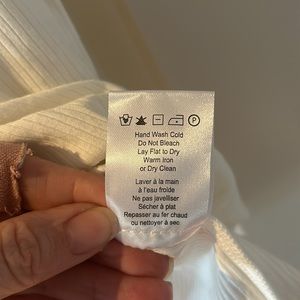 Hand Wash Cold
Do Not Bleach
Lay Flat to Dry
Warm Iron
or Dry Clean
Laver à la main
à l'eau froide
Ne pas javelliser
Sécher à plat
Repasser au fer chaud
ou nettoyer à sec